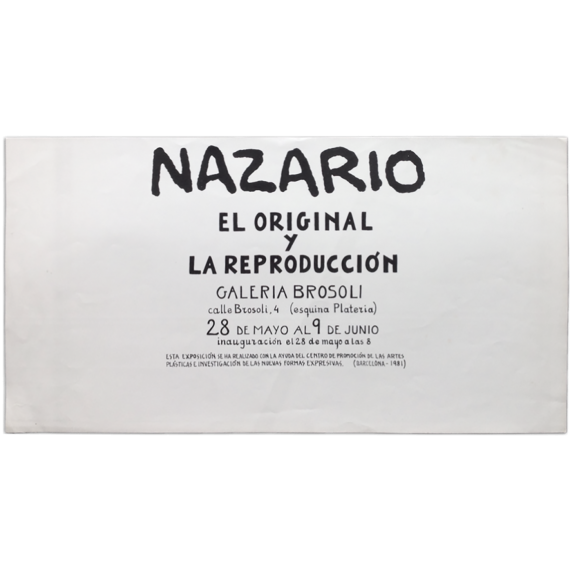 NAZARIO
EL ORIGINAL
Y
LA REPRODUCCIÓN
GALERIA BROSOLI
calle Brosoli, 4 (esquina Plateria)
28 DE MAYO AL 9 DE JUNIO
inauguración el 28 de mayo a las 8
ESTA EXPOSICIÓN SE HA REALIZADO CON LA AYUDA DEL CENTRO DE PROMOCIÓN DE LAS ARTES
PLÁSTICAS E INVESTIGACIÓN DE LAS NUEVAS FORMAS EXPRESIVAS. (BARCELONA - 1981)